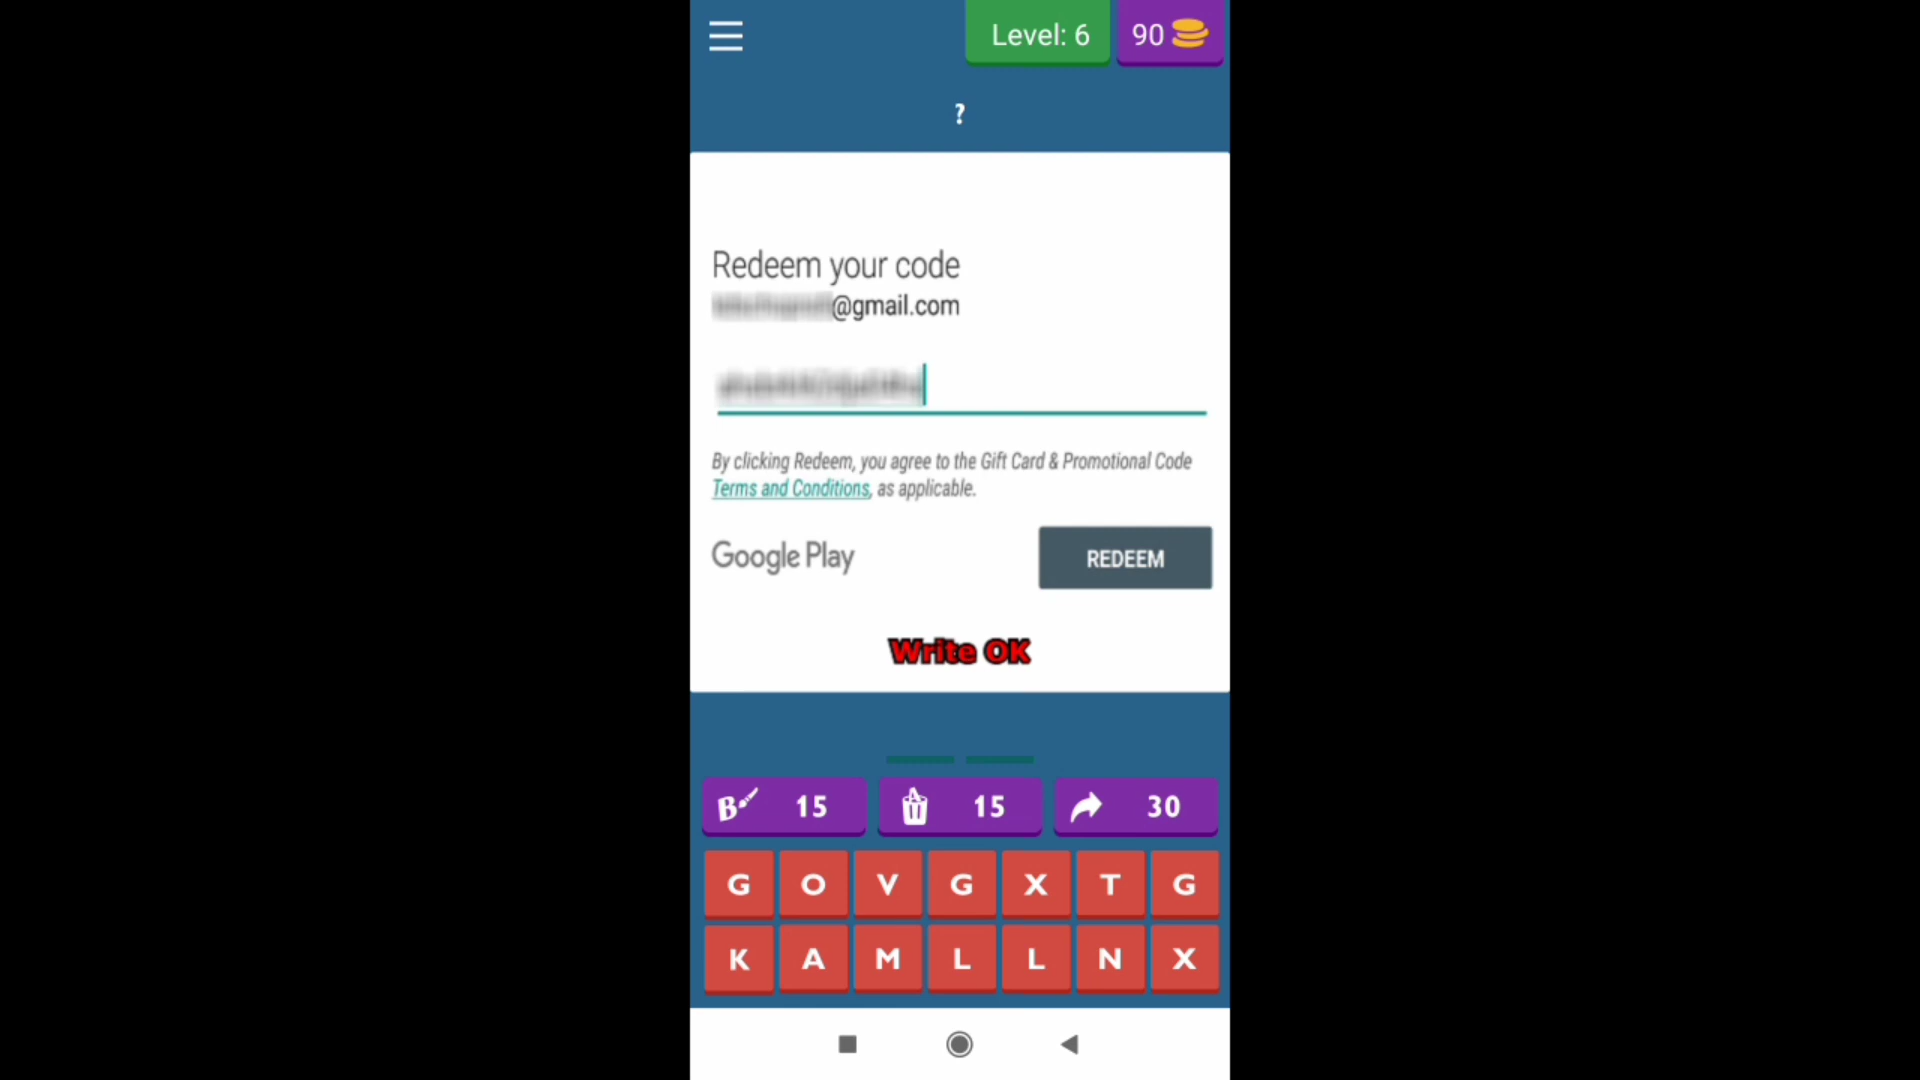 Level: 6
90
?
Redeem your code
@gmail.com
By clicking Redeem, you agree to the Gift Card & Promotional Code
Terms and Conditions, as applicable.
Google Play
REDEEM
Write OK
B 15
15
30
G O V G X T G
K A M L L N X